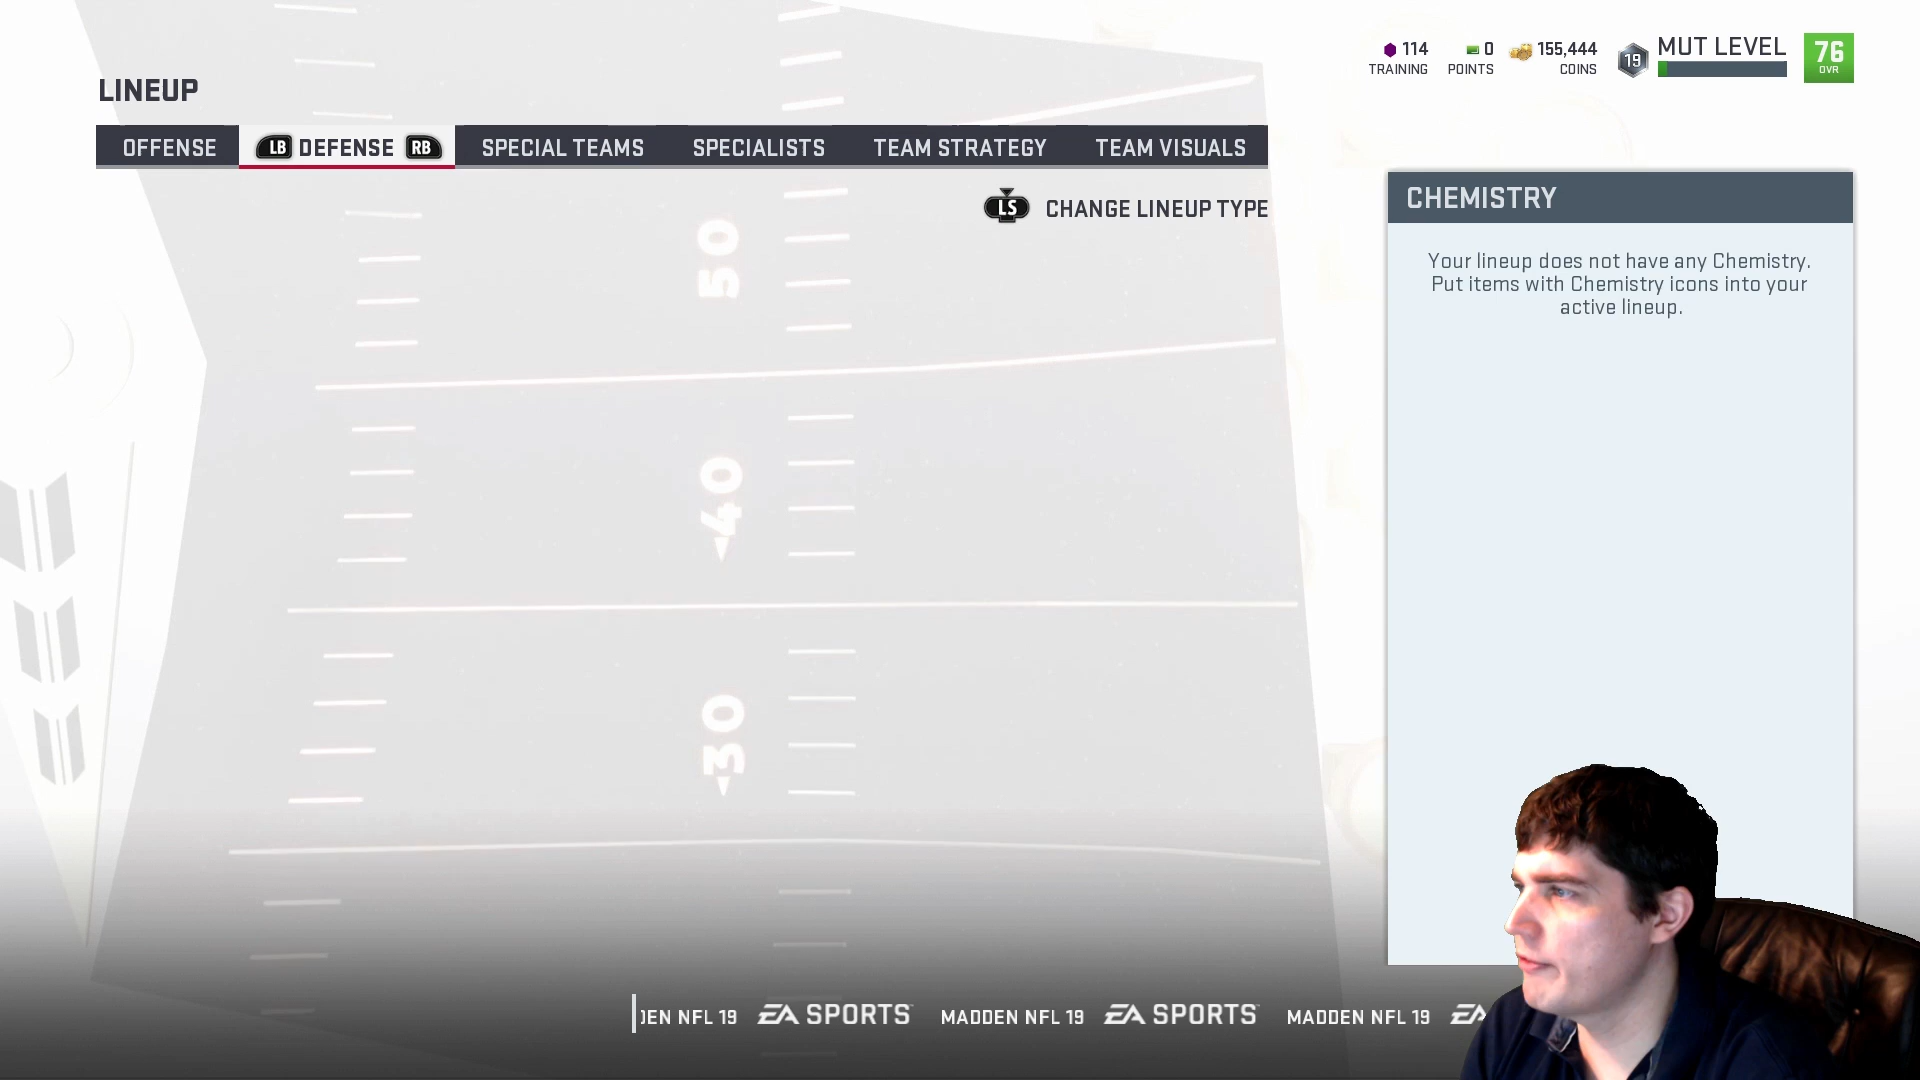 LINEUP
114
TRAINING
0
POINTS
155,444
COINS
19
MUT LEVEL
76
OVR
OFFENSE
LB DEFENSE RB
SPECIAL TEAMS
SPECIALISTS
TEAM STRATEGY
TEAM VISUALS
LS CHANGE LINEUP TYPE
CHEMISTRY
Your lineup does not have any Chemistry.
Put items with Chemistry icons into your
active lineup.
50
40
30
DEN NFL 19 EA SPORTS MADDEN NFL 19 EA SPORTS MADDEN NFL 19 EA